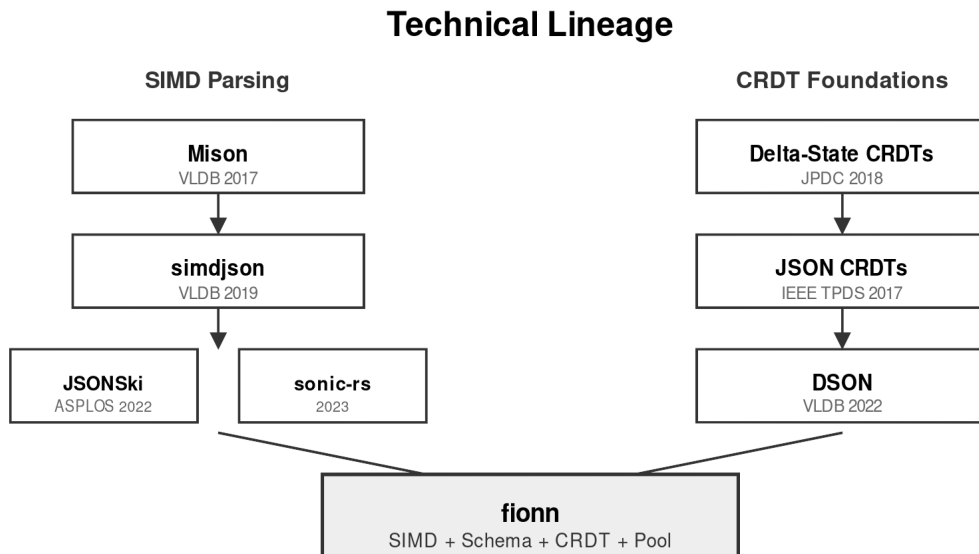 Technical Lineage
SIMD Parsing
CRDT Foundations
Mison
VLDB 2017
Delta-State CRDTs
JPDC 2018
simdjson
VLDB 2019
JSON CRDTs
IEEE TPDS 2017
JSONSki
ASPLOS 2022
sonic-rs
2023
DSON
VLDB 2022
fionn
SIMD + Schema + CRDT + Pool